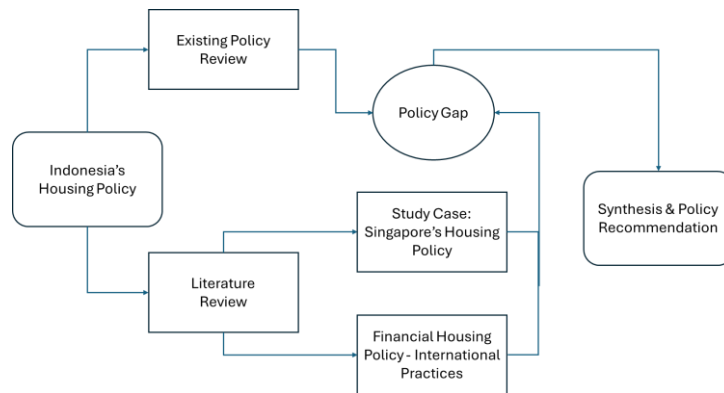 Existing Policy
Review
Policy Gap
Indonesia's
Housing Policy
Study Case:
Singapore's Housing
Policy
Synthesis & Policy
Recommendation
Literature
Review
Financial Housing
Policy - International
Practices